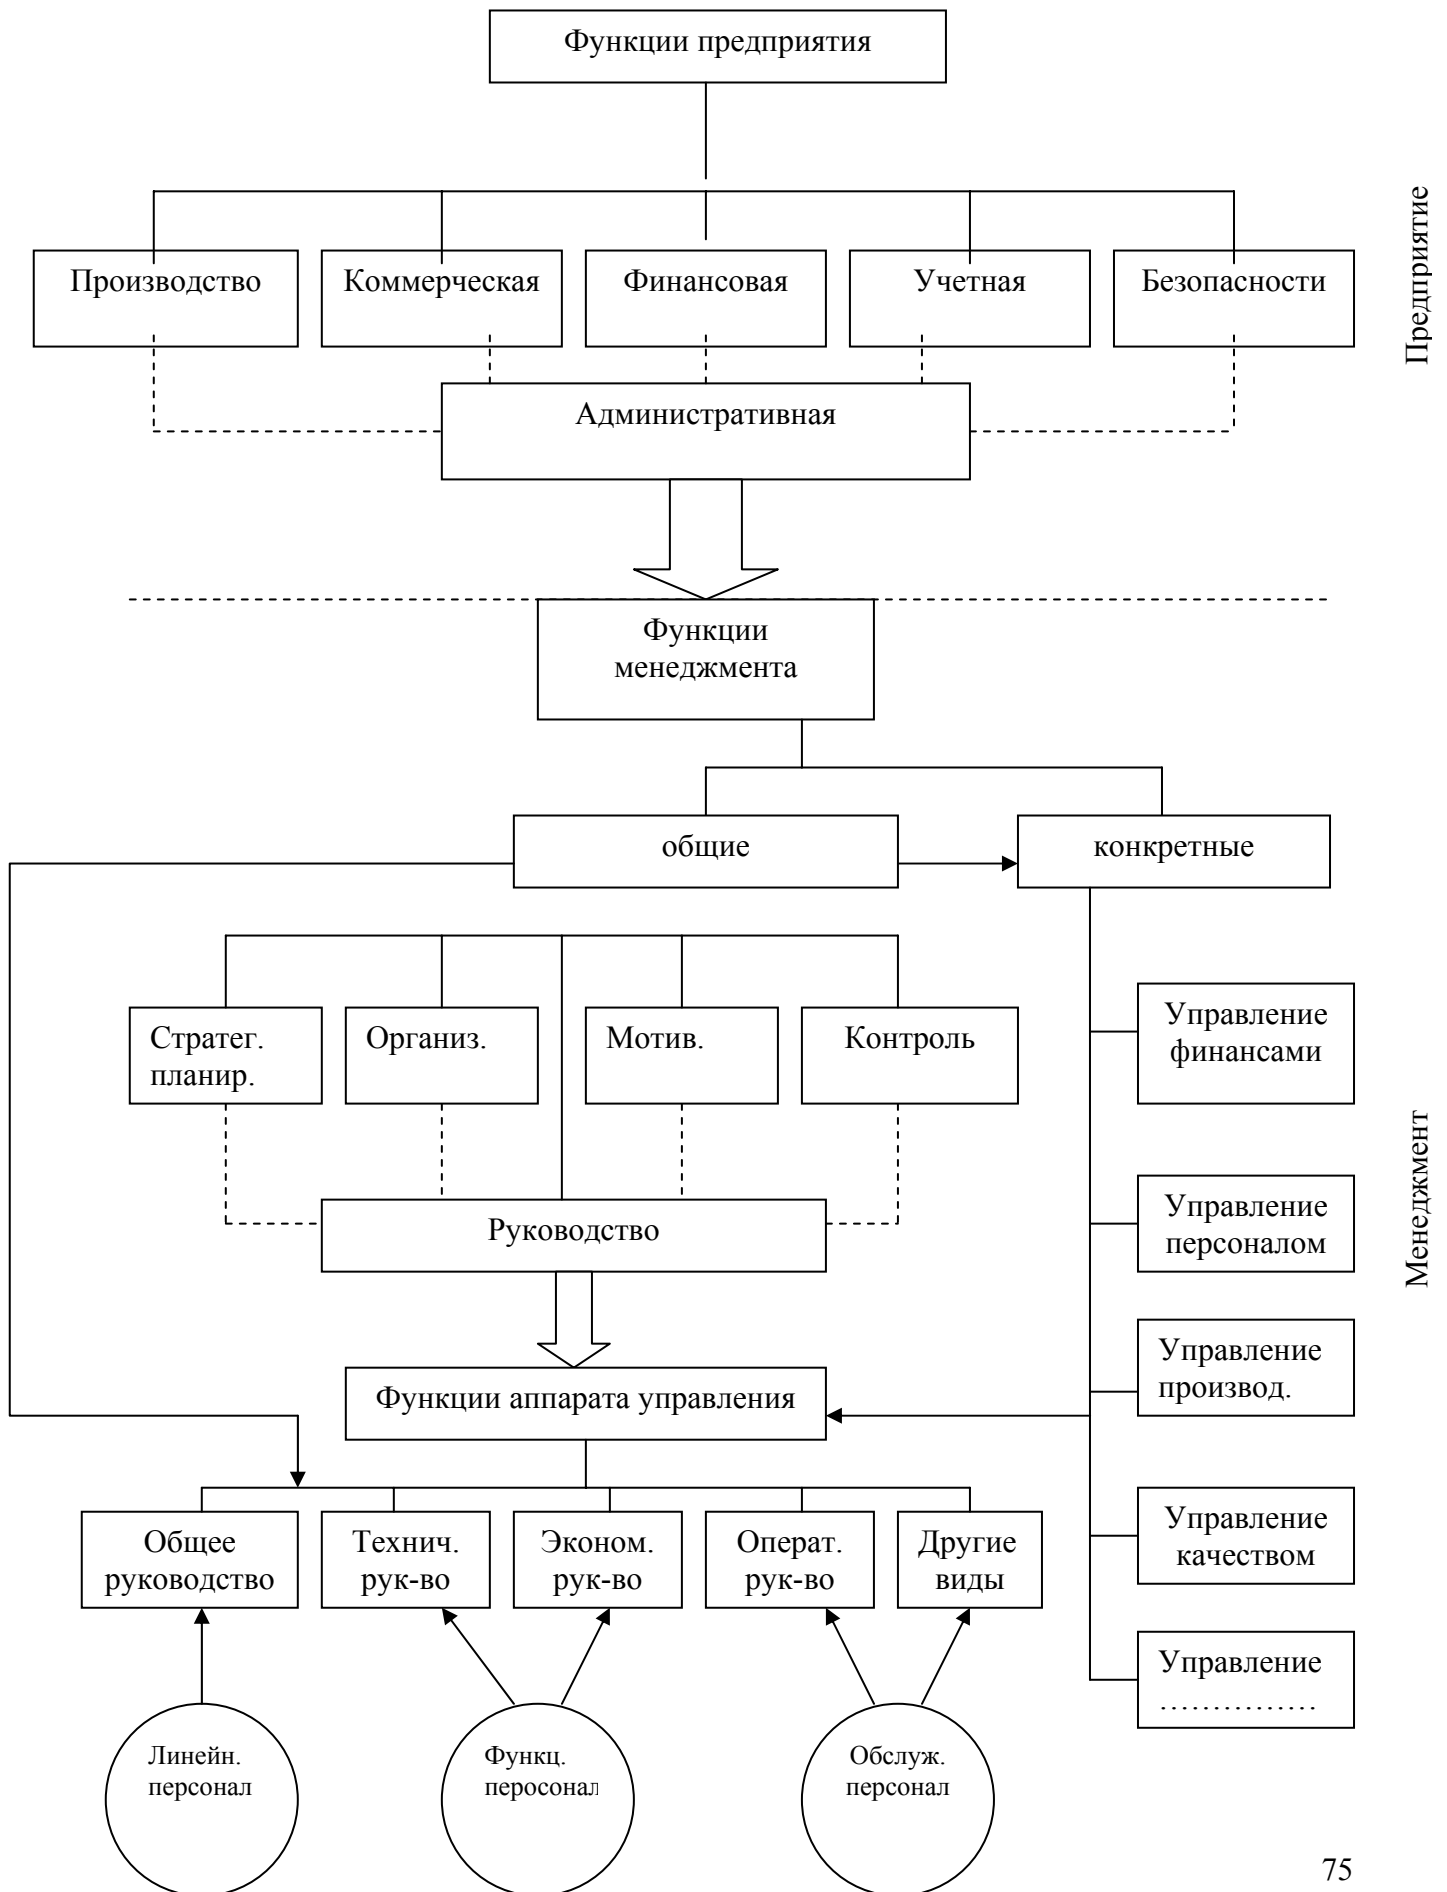 Функции предприятия
Предприятие
Производство
Коммерческая
Финансовая
Учетная
Безопасности
Административная
Функции
менеджмента
общие
конкретные
Стратег.
планир.
Организ.
Мотив.
Контроль
Управление
финансами
Менеджмент
Управление
персоналом
Руководство
Управление
производ.
Функции аппарата управления
Общее
руководство
Технич.
рук-во
Эконом.
рук-во
Операт.
рук-во
Другие
виды
Управление
качеством
Управление
……………
Линейн.
персонал
Функц.
перосонал
Обслуж.
персонал
75